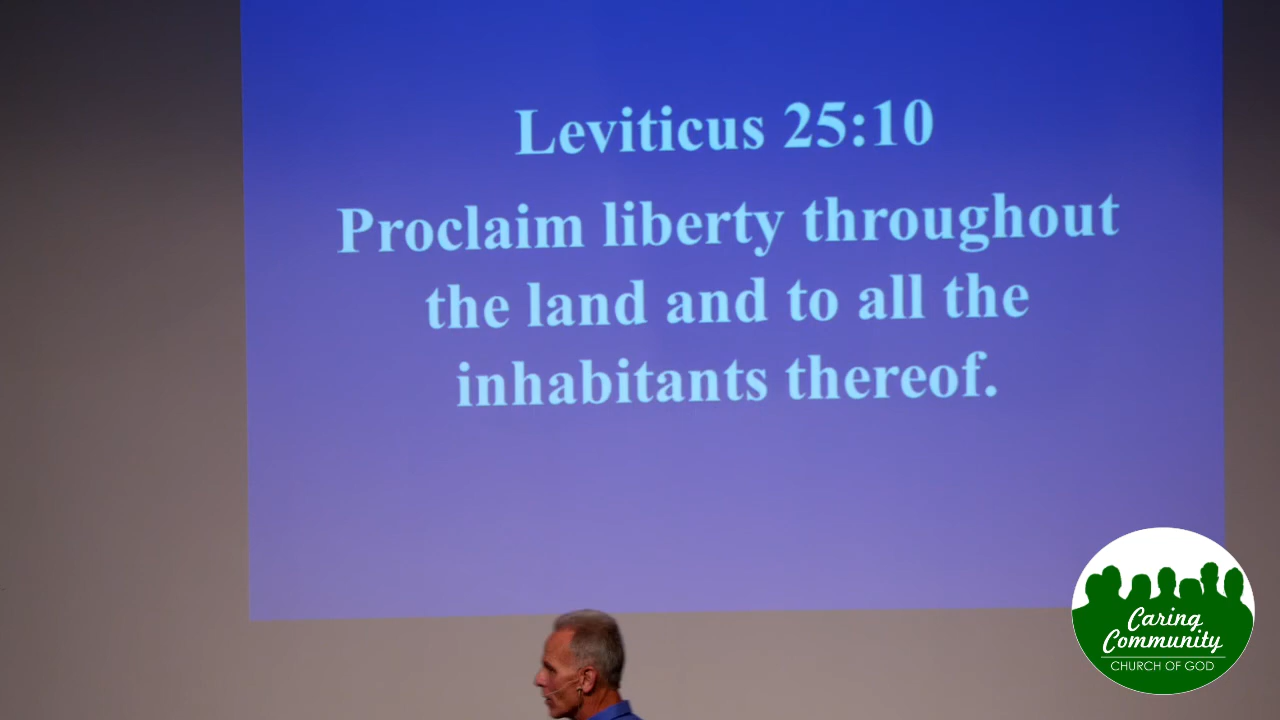 Leviticus 25:10
Proclaim liberty throughout
the land and to all the
inhabitants thereof.
Caring
Community
CHURCH OF GOD